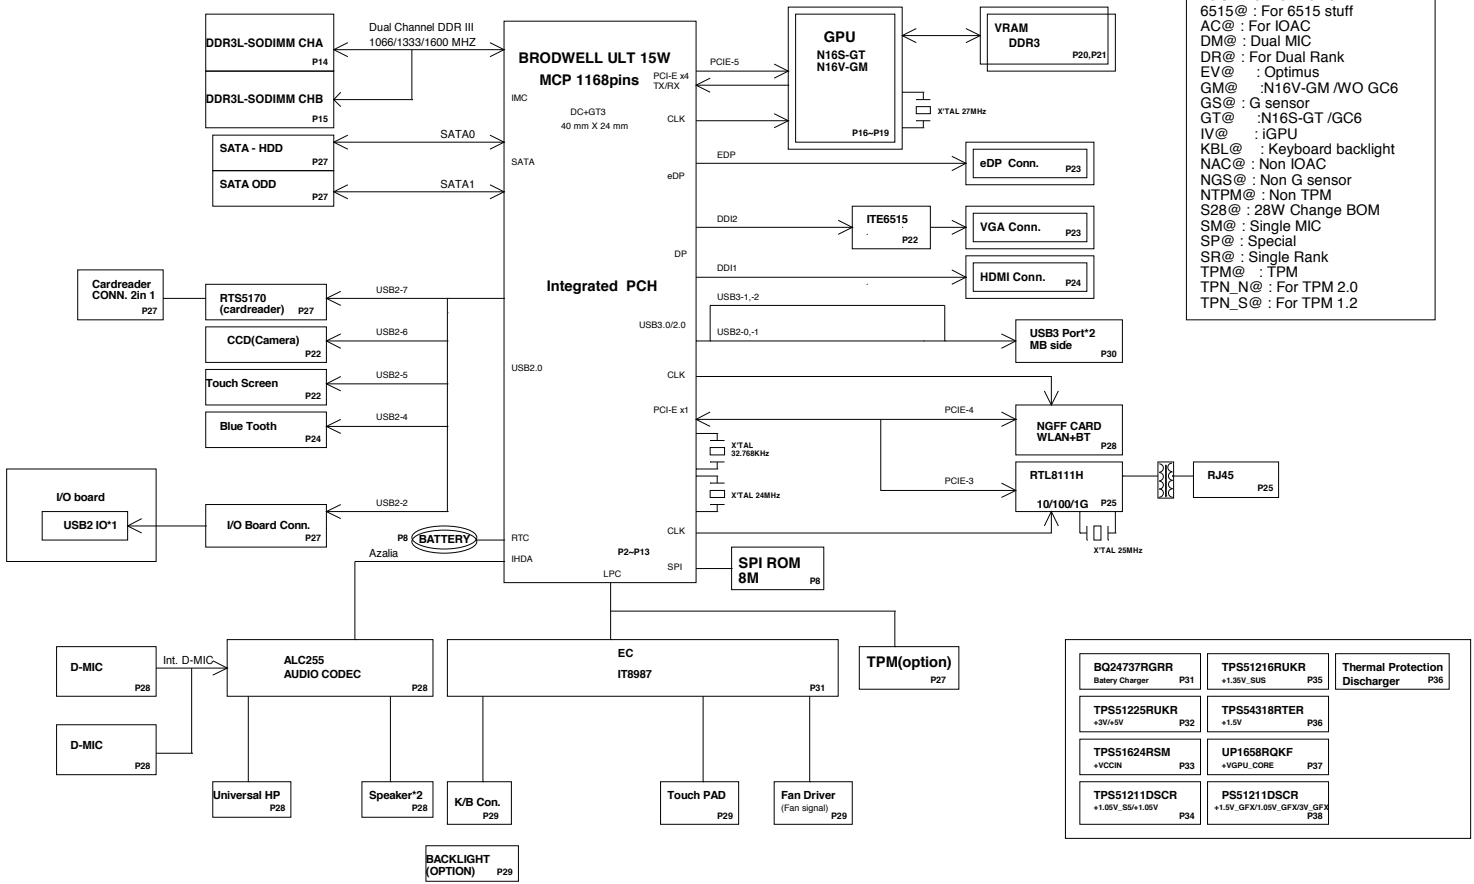 Dual Channel DDR III
1066/1333/1600 MHZ
DDR3L-SODIMM CHA
P14
DDR3L-SODIMM CHB
P15
SATA - HDD
P27
SATA ODD
P27
SATA0
SATA1
BRODWELL ULT 15W
MCP 1168pins
DC+GT3
40 mm X 24 mm
IMC
SATA
PCI-E x4
TX/RX
CLK
eDP
DP
Integrated PCH
USB3.0/2.0
USB2.0
CLK
PCI-E x1
CLK
RTC
IHDA
P2~P13
SPI
LPC
PCIE-5
GPU
N16S-GT
N16V-GM
P16~P19
X'TAL 27MHz
VRAM
DDR3
P20,P21
EDP
eDP Conn.
P23
DDI2
ITE6515
P22
VGA Conn.
P23
DDI1
HDMI Conn.
P24
USB3-1,-2
USB2-0,-1
USB3 Port*2
MB side
P30
PCIE-4
NGFF CARD
WLAN+BT
P28
X'TAL
32.768KHz
X'TAL 24MHz
PCIE-3
RTL8111H
10/100/1G
P25
X'TAL 25MHz
RJ45
P25
SPI ROM
8M
P8
Cardreader
CONN. 2in 1
P27
RTS5170
(cardreader)
P27
USB2-7
CCD(Camera)
P22
USB2-6
Touch Screen
P22
USB2-5
Blue Tooth
P24
USB2-4
I/O board
USB2 IO*1
I/O Board Conn.
P27
USB2-2
P8
BATTERY
Azalia
D-MIC
P28
Int. D-MIC
D-MIC
P28
ALC255
AUDIO CODEC
P28
EC
IT8987
P31
TPM(option)
P27
Universal HP
P28
Speaker*2
P28
K/B Con.
P29
Touch PAD
P29
Fan Driver
(Fan signal)
P29
BACKLIGHT
(OPTION)
P29
6515@ : For 6515 stuff
AC@ : For IOAC
DM@ : Dual MIC
DR@ : For Dual Rank
EV@ : Optimus
GM@ :N16V-GM /WO GC6
GS@ : G sensor
GT@ :N16S-GT /GC6
IV@ : iGPU
KBL@ : Keyboard backlight
NAC@ : Non IOAC
NGS@ : Non G sensor
NTPM@ : Non TPM
S28@ : 28W Change BOM
SM@ : Single MIC
SP@ : Special
SR@ : Single Rank
TPM@ : TPM
TPN_N@ : For TPM 2.0
TPN_S@ : For TPM 1.2
BQ24737RGRR
Batery Charger
P31
TPS51216RUKR
+1.35V_SUS
P35
Thermal Protection
Discharger
P36
TPS51225RUKR
+3V/+5V
P32
TPS54318RTER
+1.5V
P36
TPS51624RSM
+VCCIN
P33
UP1658RQKF
+VGPU_CORE
P37
TPS51211DSCR
+1.05V_S5/+1.05V
P34
PS51211DSCR
+1.5V_GFX/1.05V_GFX/3V_GFX
P38